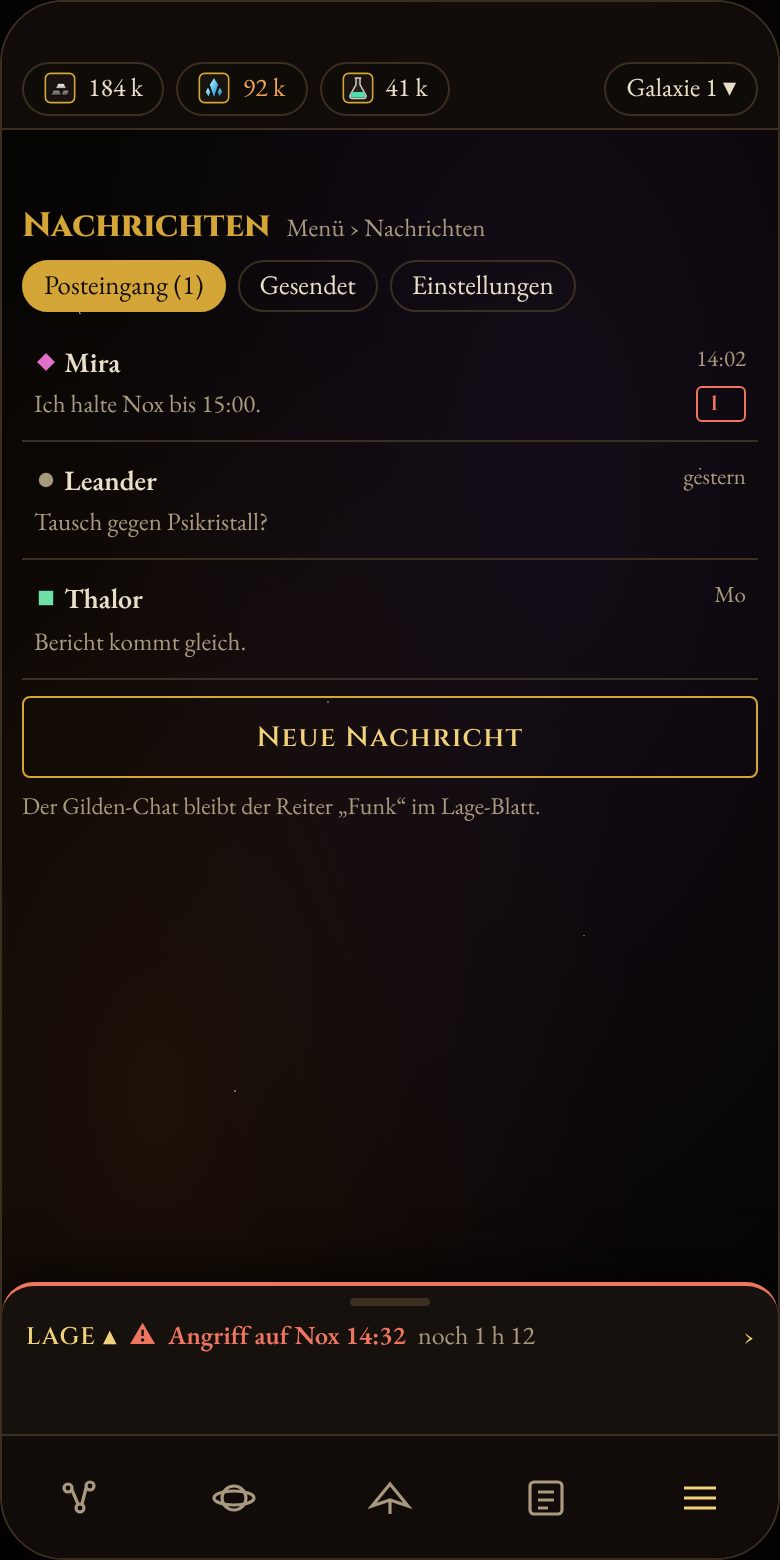 184 k 92 k 41 k Galaxie 1 ▼
Nachrichten Menü › Nachrichten
Posteingang (1) Gesendet Einstellungen
Mira 14:02
Ich halte Nox bis 15:00. 1
Leander gestern
Tausch gegen Psikristall?
Thalor Mo
Bericht kommt gleich.
Neue Nachricht
Der Gilden-Chat bleibt der Reiter „Funk“ im Lage-Blatt.
LAGE ▲ Angriff auf Nox 14:32 noch 1 h 12 ›